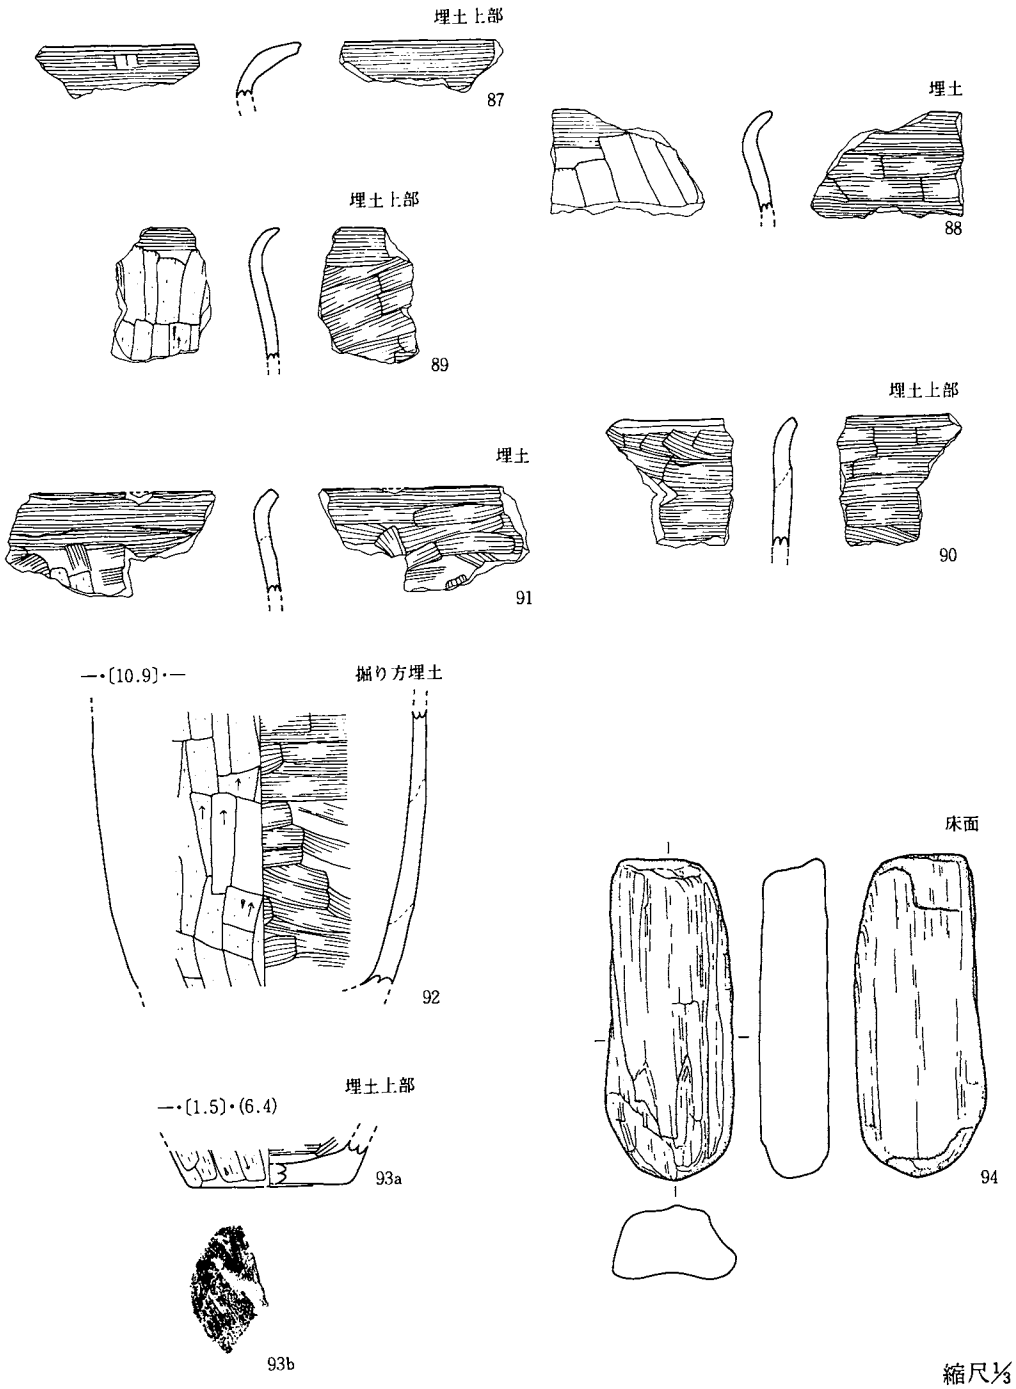 埋土上部
87
埋土
88
埋土上部
89
埋土上部
90
埋土
91
—・〔10.9〕・—
掘り方埋土
92
床面
94
埋土上部
—・〔1.5〕・(6.4)
93a
93b
縮尺1/3